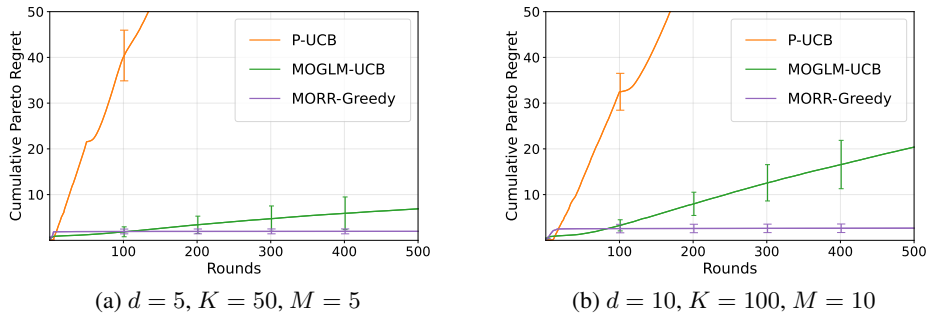 Cumulative Pareto Regret
50
40
30
20
10
100
200
300
400
500
Rounds
P-UCB
MOGLM-UCB
MORR-Greedy
(a) d = 5, K = 50, M = 5
Cumulative Pareto Regret
50
40
30
20
10
100
200
300
400
500
Rounds
P-UCB
MOGLM-UCB
MORR-Greedy
(b) d = 10, K = 100, M = 10